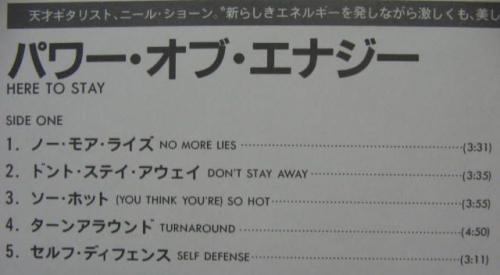 天才ギタリスト、ニール・ショーン。“新らしきエネルギーを発しながら激しくも、美し
パワー・オブ・エナジー
HERE TO STAY
SIDE ONE
1. ノー・モア・ライズ NO MORE LIES (3:31)
2. ドント・ステイ・アウェイ DON'T STAY AWAY (3:35)
3. ソー・ホット (YOU THINK YOU'RE) SO HOT (3:55)
4. ターンアラウンド TURNAROUND (4:50)
5. セルフ・ディフェンス SELF DEFENSE (3:11)